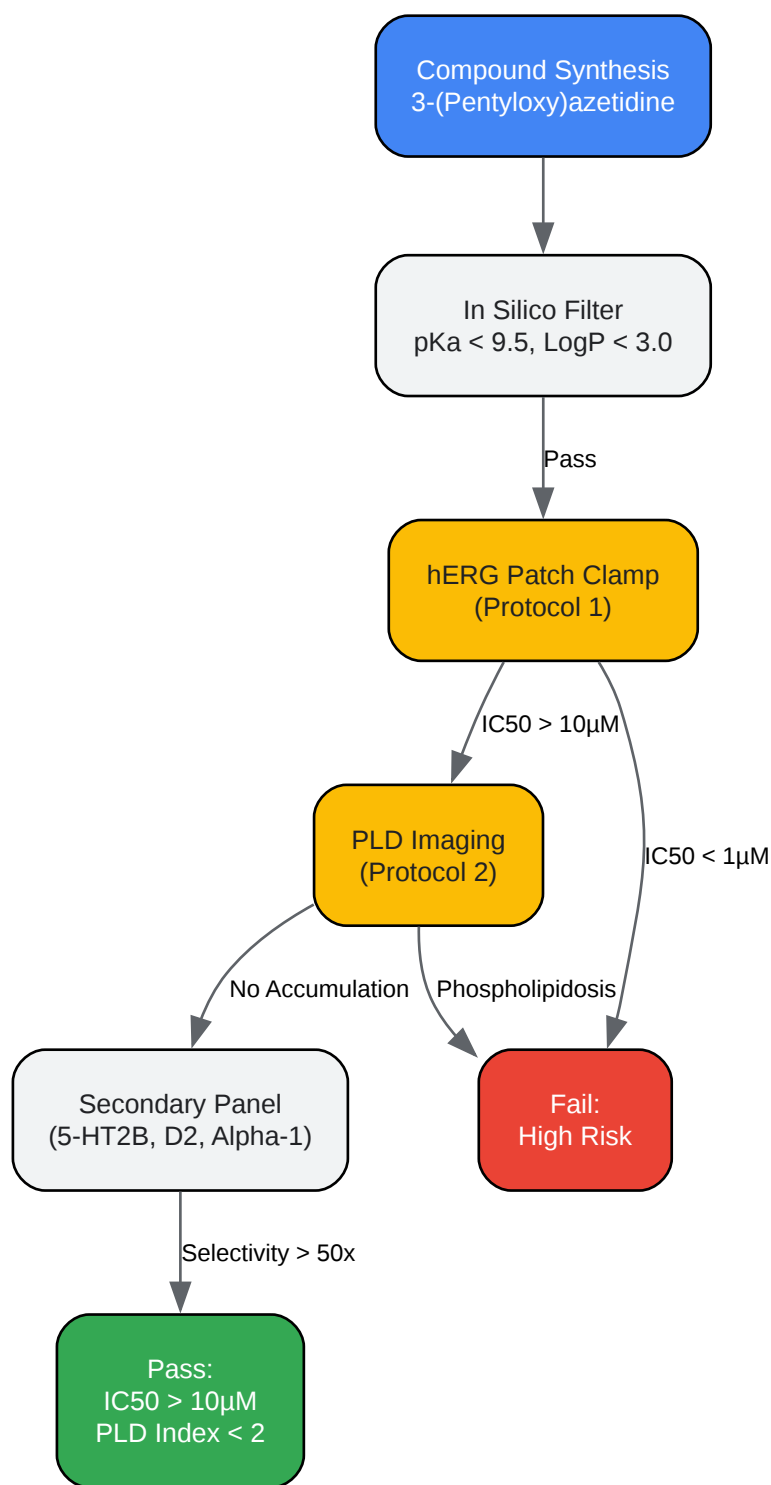 Compound Synthesis
3-(Pentyloxy)azetidine
In Silico Filter
pKa < 9.5, LogP < 3.0
Pass
hERG Patch Clamp
(Protocol 1)
IC50 > 10µM
PLD Imaging
(Protocol 2)
IC50 < 1µM
No Accumulation
Phospholipidosis
Secondary Panel
(5-HT2B, D2, Alpha-1)
Fail:
High Risk
Selectivity > 50x
Pass:
IC50 > 10µM
PLD Index < 2